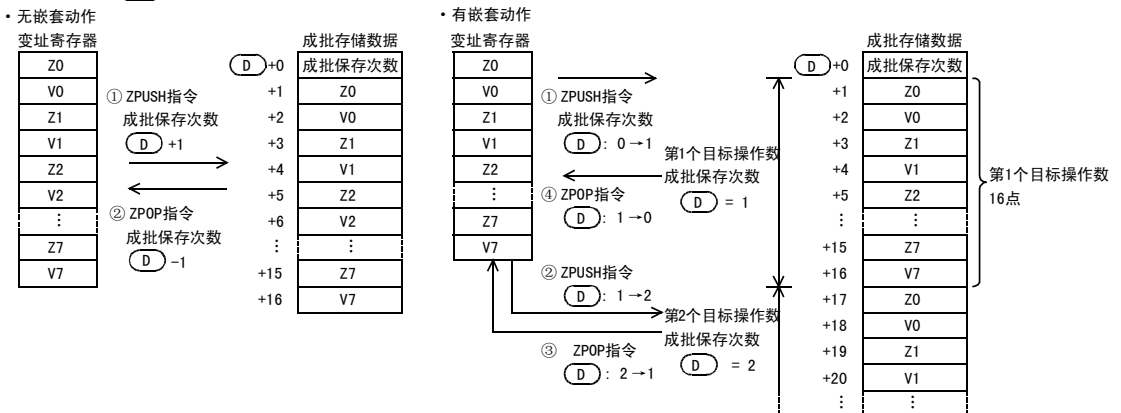 ・无嵌套动作
变址寄存器
Z0
V0
Z1
V1
Z2
V2
⋮
Z7
V7
① ZPUSH指令
成批保存次数
D +1
② ZPOP指令
成批保存次数
D -1
成批存储数据
D +0 成批保存次数
+1 Z0
+2 V0
+3 Z1
+4 V1
+5 Z2
+6 V2
⋮ ⋮
+15 Z7
+16 V7
・有嵌套动作
变址寄存器
Z0
V0
Z1
V1
Z2
⋮
Z7
V7
① ZPUSH指令
成批保存次数
D : 0→1
④ ZPOP指令
D : 1→0
第1个目标操作数
成批保存次数
D = 1
② ZPUSH指令
D : 1→2
③ ZPOP指令
D : 2→1
第2个目标操作数
成批保存次数
D = 2
成批存储数据
D +0 成批保存次数
+1 Z0
+2 V0
+3 Z1
+4 V1
+5 Z2
⋮ ⋮
+15 Z7
+16 V7
+17 Z0
+18 V0
+19 Z1
+20 V1
⋮ ⋮
第1个目标操作数
16点